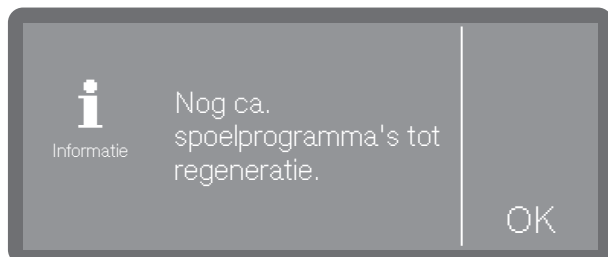 Informatie
Nog ca.
spoelprogramma's tot
regeneratie.
OK